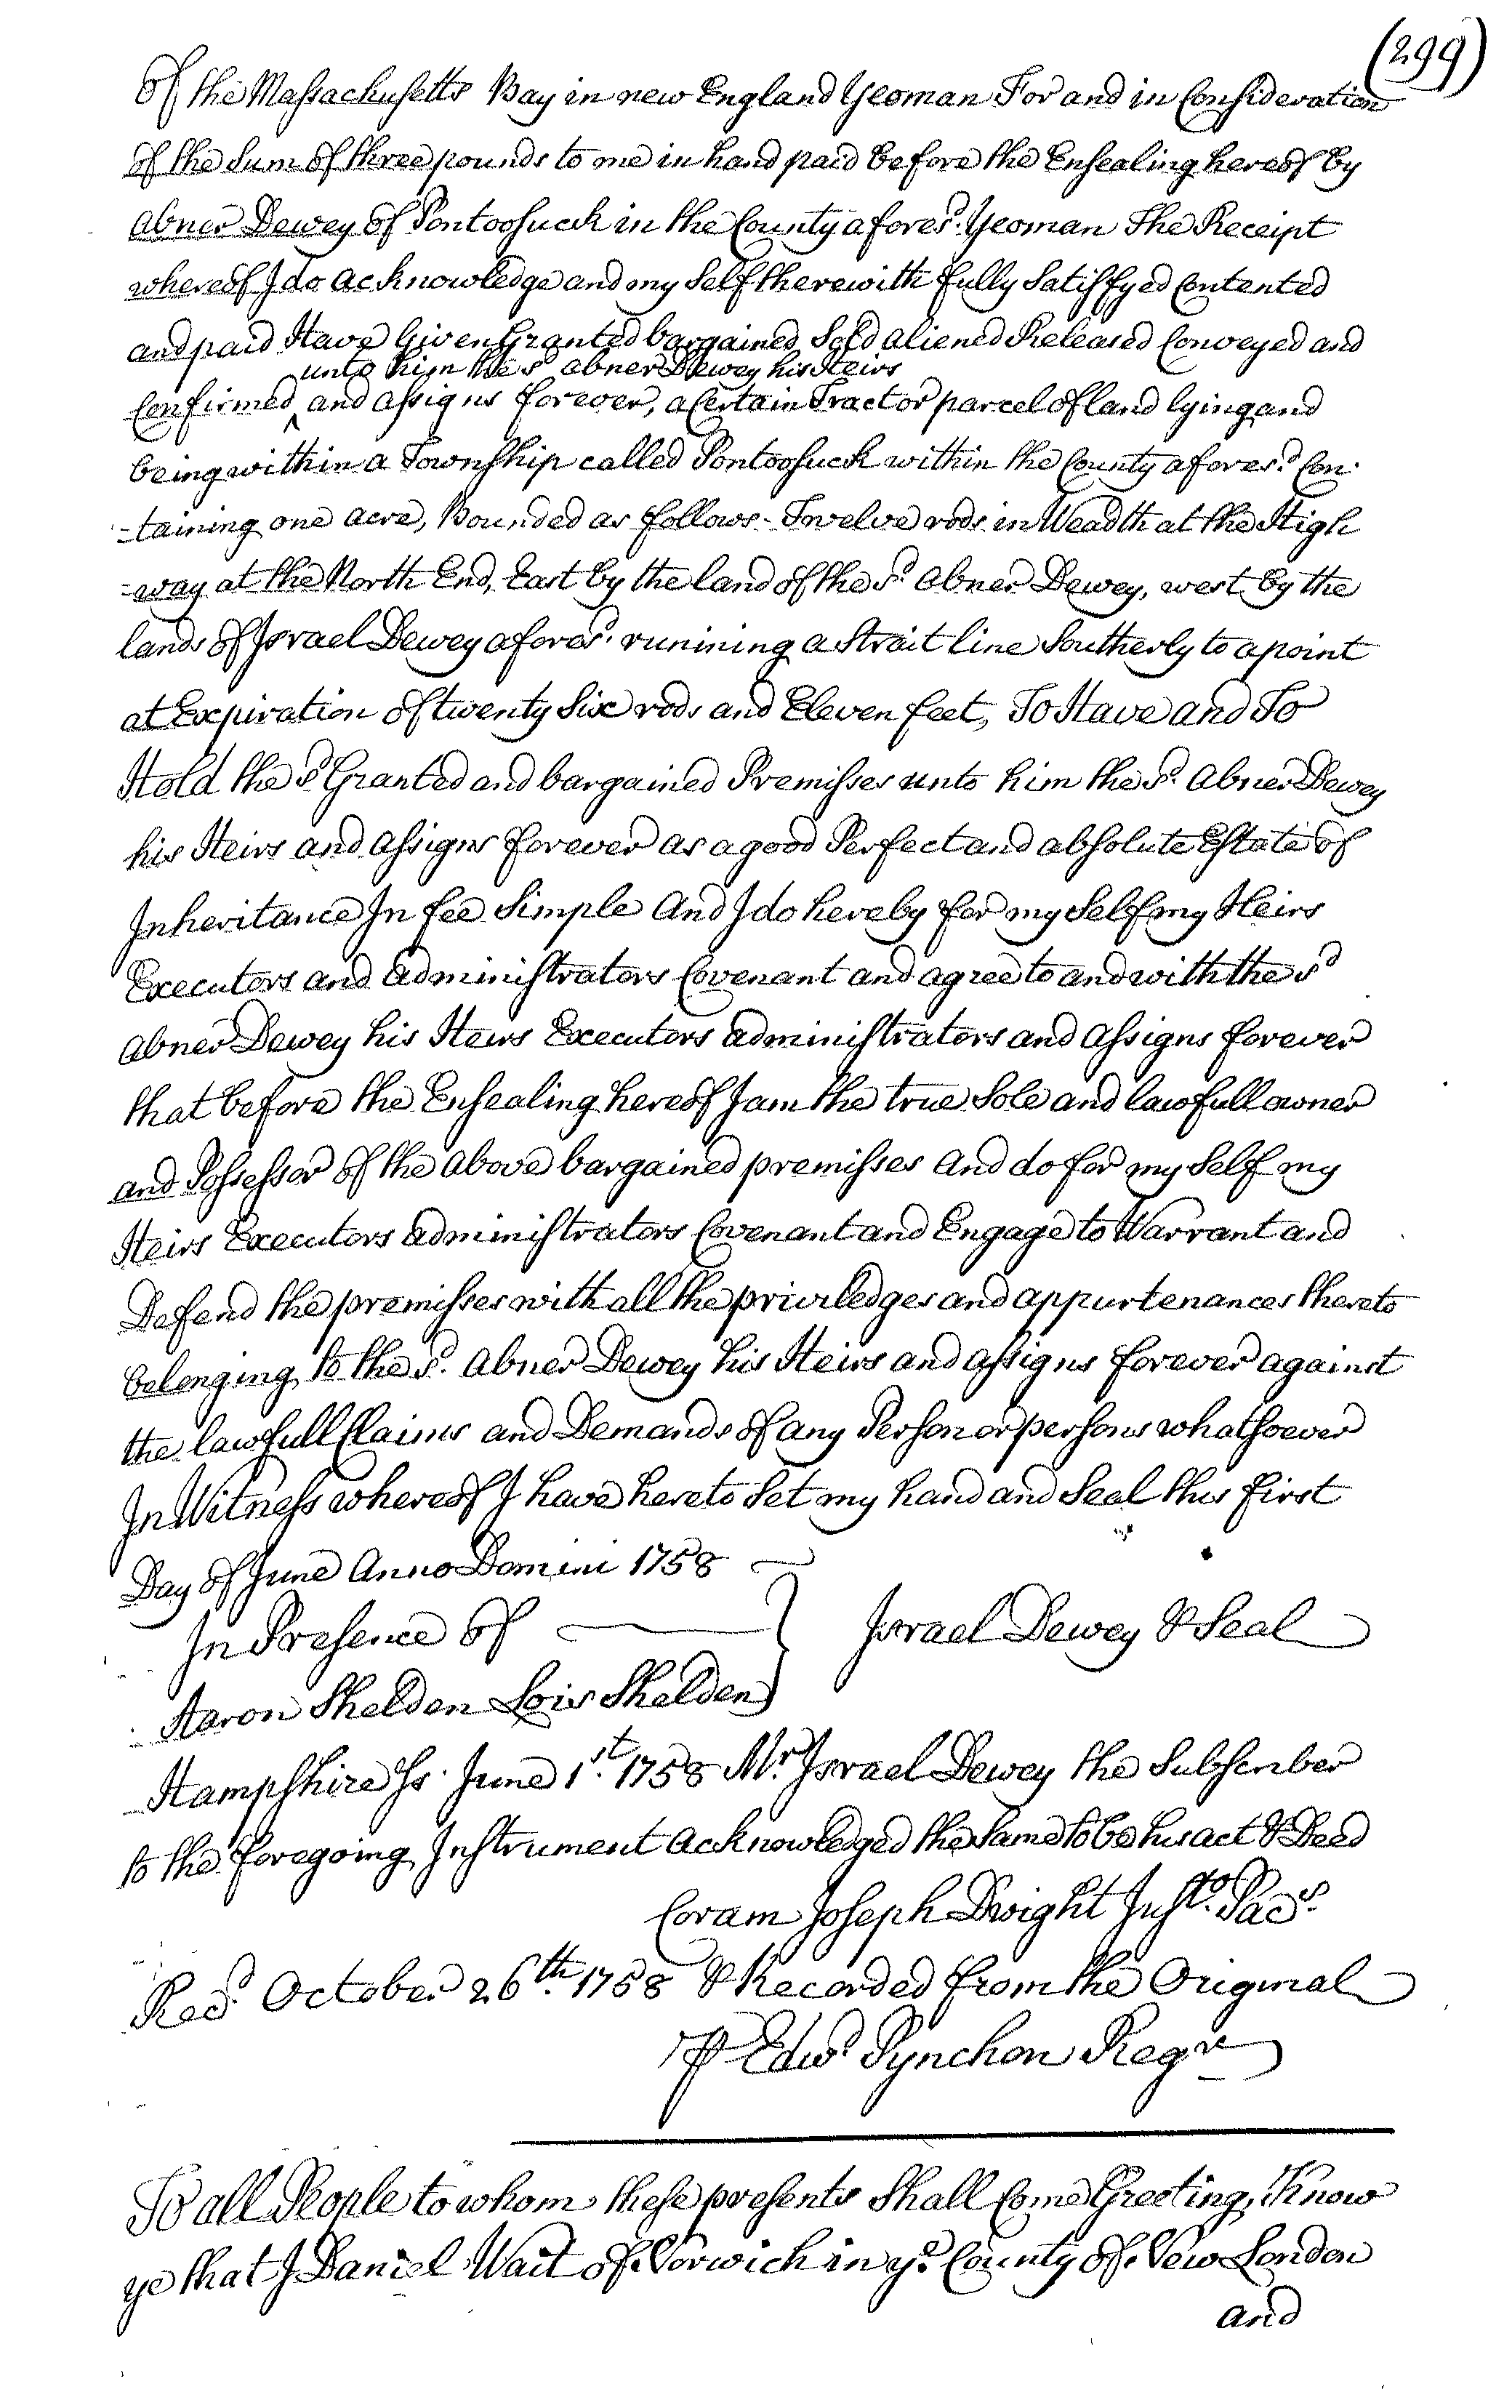 (299)
of the Massachusetts Bay in new England Yeoman For and in Consideration
of the Sum of three pounds to me in hand paid before the Ensealing hereof by
Abner Dewey of Pontoosuck in the County afores.d Yeoman The Receipt
whereof I do acknowledge and my Self therewith fully Satisfyed Contented
and paid Have Given Granted bargained Sold aliened Released Conveyed and
unto him the s.d Abner Dewey his Heirs
Confirmed ^ and assigns forever, a Certain Tract or parcel of land lying and
being within a Township called Pontoosuck within the County afores.d Con-
-taining one acre, Bounded as follows - Twelve rods in Weadth at the High
-way at the North End, East by the land of the s.d Abner Dewey, west by the
lands of Israel Dewey afores.d runining a Strait line Southerly to a point
at Expiration of twenty Six rods and Eleven feet, To Have and To
Hold the s.d Granted and bargained Premisses unto him the s.d Abner Dewey
his Heirs and assigns forever as a good Perfect and absolute Estate of
Inheritance In fee Simple And I do hereby for my Self my Heirs
Executors and administrators Covenant and agree to and with the s.d
Abner Dewey his Heirs Executors administrators and assigns forever
that before the Ensealing hereof I am the true Sole and lawfull owner
and Possessor of the above bargained premisses And do for my Self my
Heirs Executors administrators Covenant and Engage to Warrant and
Defend the premisses with all the priviledges and appurtenances thereto
belonging to the s.d Abner Dewey his Heirs and assigns forever against
the lawfull Claims and Demands of any Person or persons whatsoever
In Witness whereof I have hereto Set my hand and Seal this first
Day of June Anno Domini 1758
In Presence of } Israel Dewey & Seal
Aaron Shelden Lois Shelden
Hampshire Ss. June 1.st 1758 M.r Israel Dewey the Subscriber
to the foregoing Instrument acknowledged the same to be his act & Deed
Coram Joseph Dwight Just.o Pac.s
Rec.d October 26.th 1758 & Recorded from the Original
⅌ Edw.d Pynchon Reg.r
To all People to whom these presents Shall Come Greeting, Know
ye that I Daniel Wait of Norwich in y.e County of New London
and